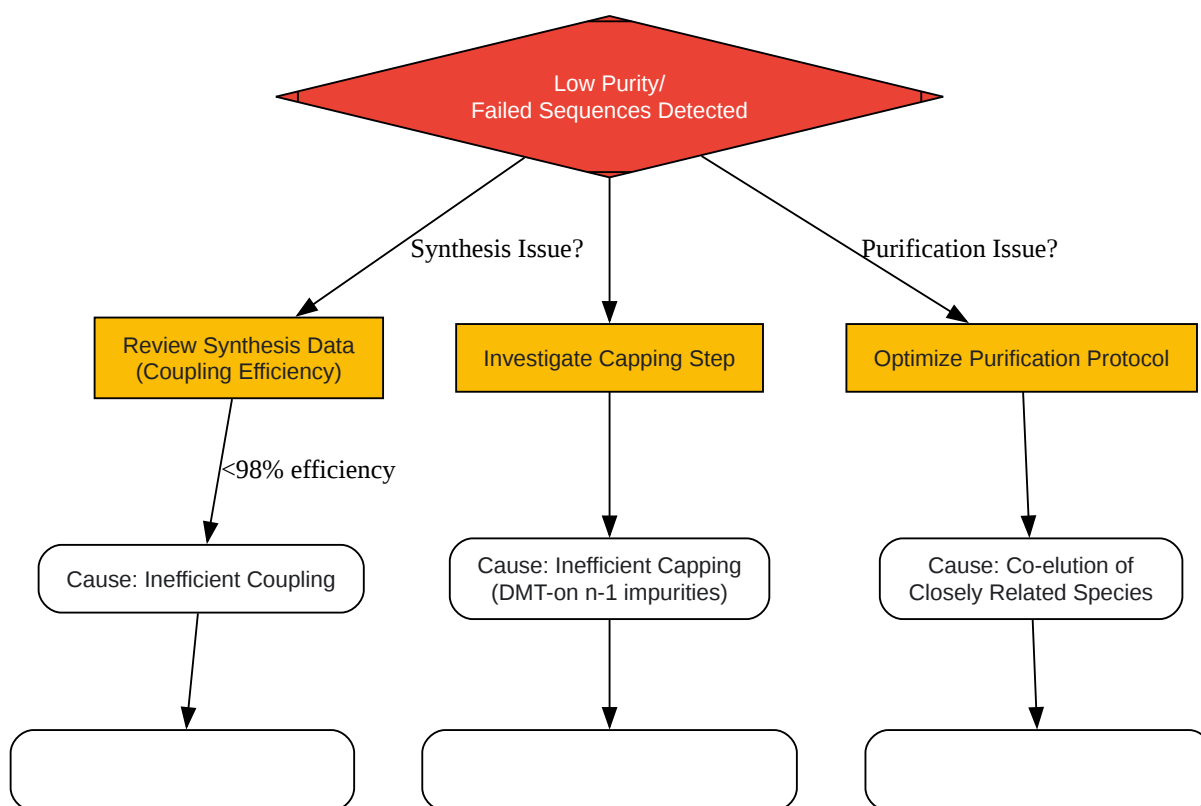 Low Purity/
Failed Sequences Detected
Synthesis Issue?
Purification Issue?
Review Synthesis Data
(Coupling Efficiency)
Investigate Capping Step
Optimize Purification Protocol
<98% efficiency
Cause: Inefficient Coupling
Cause: Inefficient Capping
(DMT-on n-1 impurities)
Cause: Co-elution of
Closely Related Species